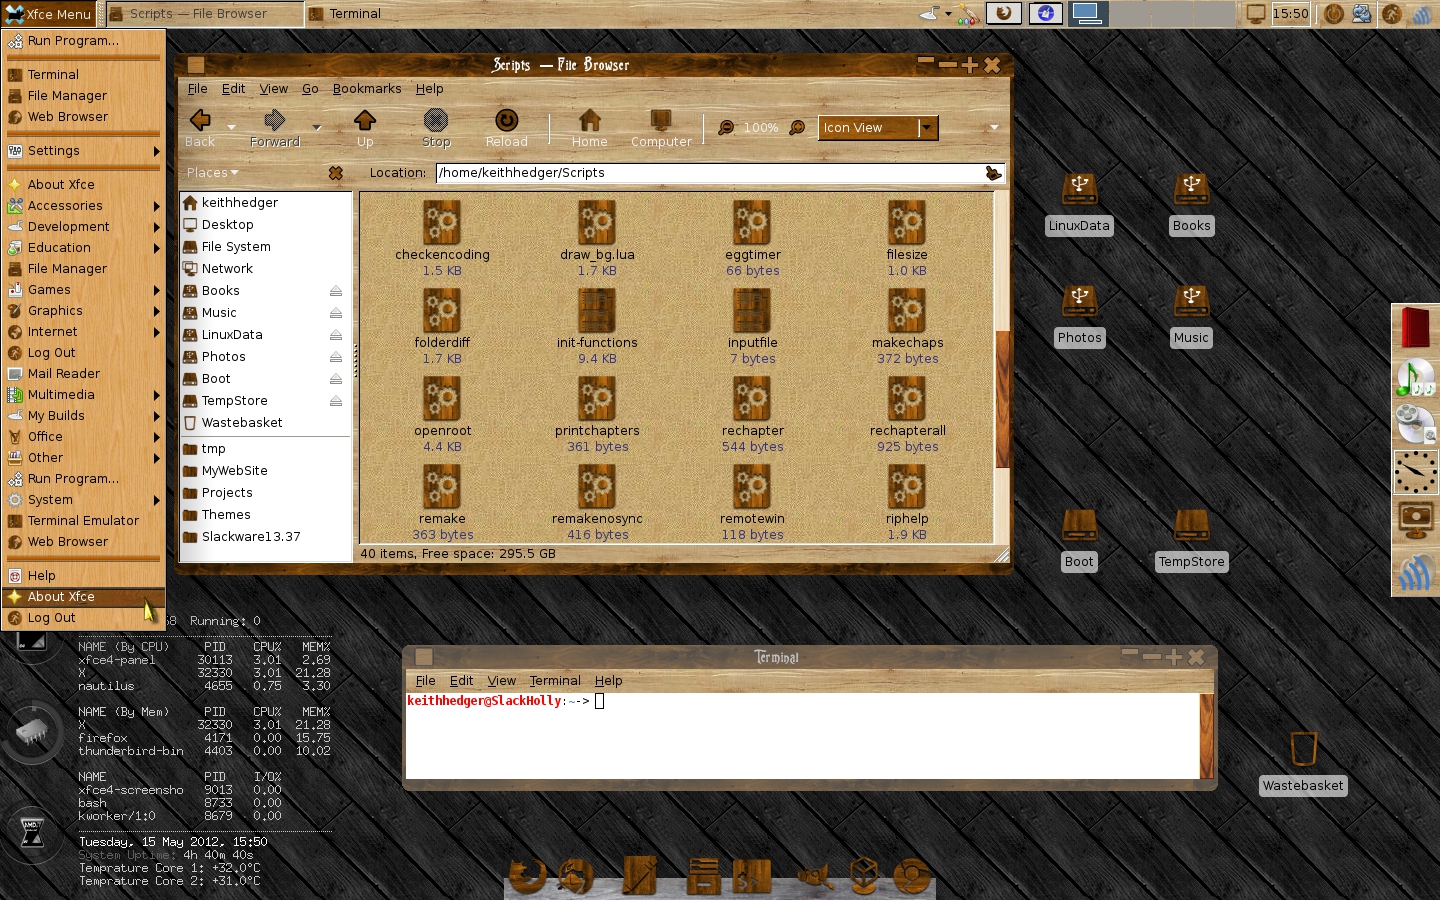 Xfce Menu
Scripts — File Browser
Terminal
15:50
Run Program...
Terminal
File Manager
Web Browser
Settings
About Xfce
Accessories
Development
Education
File Manager
Games
Graphics
Internet
Log Out
Mail Reader
Multimedia
My Builds
Office
Other
Run Program...
System
Terminal Emulator
Web Browser
Help
About Xfce
Log Out
Scripts — File Browser
File Edit View Go Bookmarks Help
Back Forward Up Stop Reload Home Computer 100% Icon View
Places Location: /home/keithhedger/Scripts
keithhedger
Desktop
File System
Network
Books
Music
LinuxData
Photos
Boot
TempStore
Wastebasket
tmp
MyWebSite
Projects
Themes
Slackware13.37
checkencoding draw_bg.lua eggtimer filesize
1.5 KB 1.7 KB 66 bytes 1.0 KB
folderdiff init-functions inputfile makechaps
1.7 KB 9.4 KB 7 bytes 372 bytes
openroot printchapters rechapter rechapterall
4.4 KB 361 bytes 544 bytes 925 bytes
remake remakenosync remotewin riphelp
363 bytes 416 bytes 118 bytes 1.9 KB
40 items, Free space: 295.5 GB
LinuxData Books
Photos Music
Boot TempStore
Wastebasket
68 Running: 0
NAME (By CPU) PID CPU% MEM%
xfce4-panel 30113 3.01 2.69
X 32330 3.01 21.28
nautilus 4655 0.75 3.30
NAME (By Mem) PID CPU% MEM%
X 32330 3.01 21.28
firefox 4171 0.00 15.75
thunderbird-bin 4403 0.00 10.02
NAME PID I/O%
xfce4-screensho 9013 0.00
bash 8733 0.00
kworker/1:0 8679 0.00
Tuesday, 15 May 2012, 15:50
System Uptime: 4h 40m 40s
Temprature Core 1: +32.0°C
Temprature Core 2: +31.0°C
Terminal
File Edit View Terminal Help
keithhedger@SlackHolly:~->